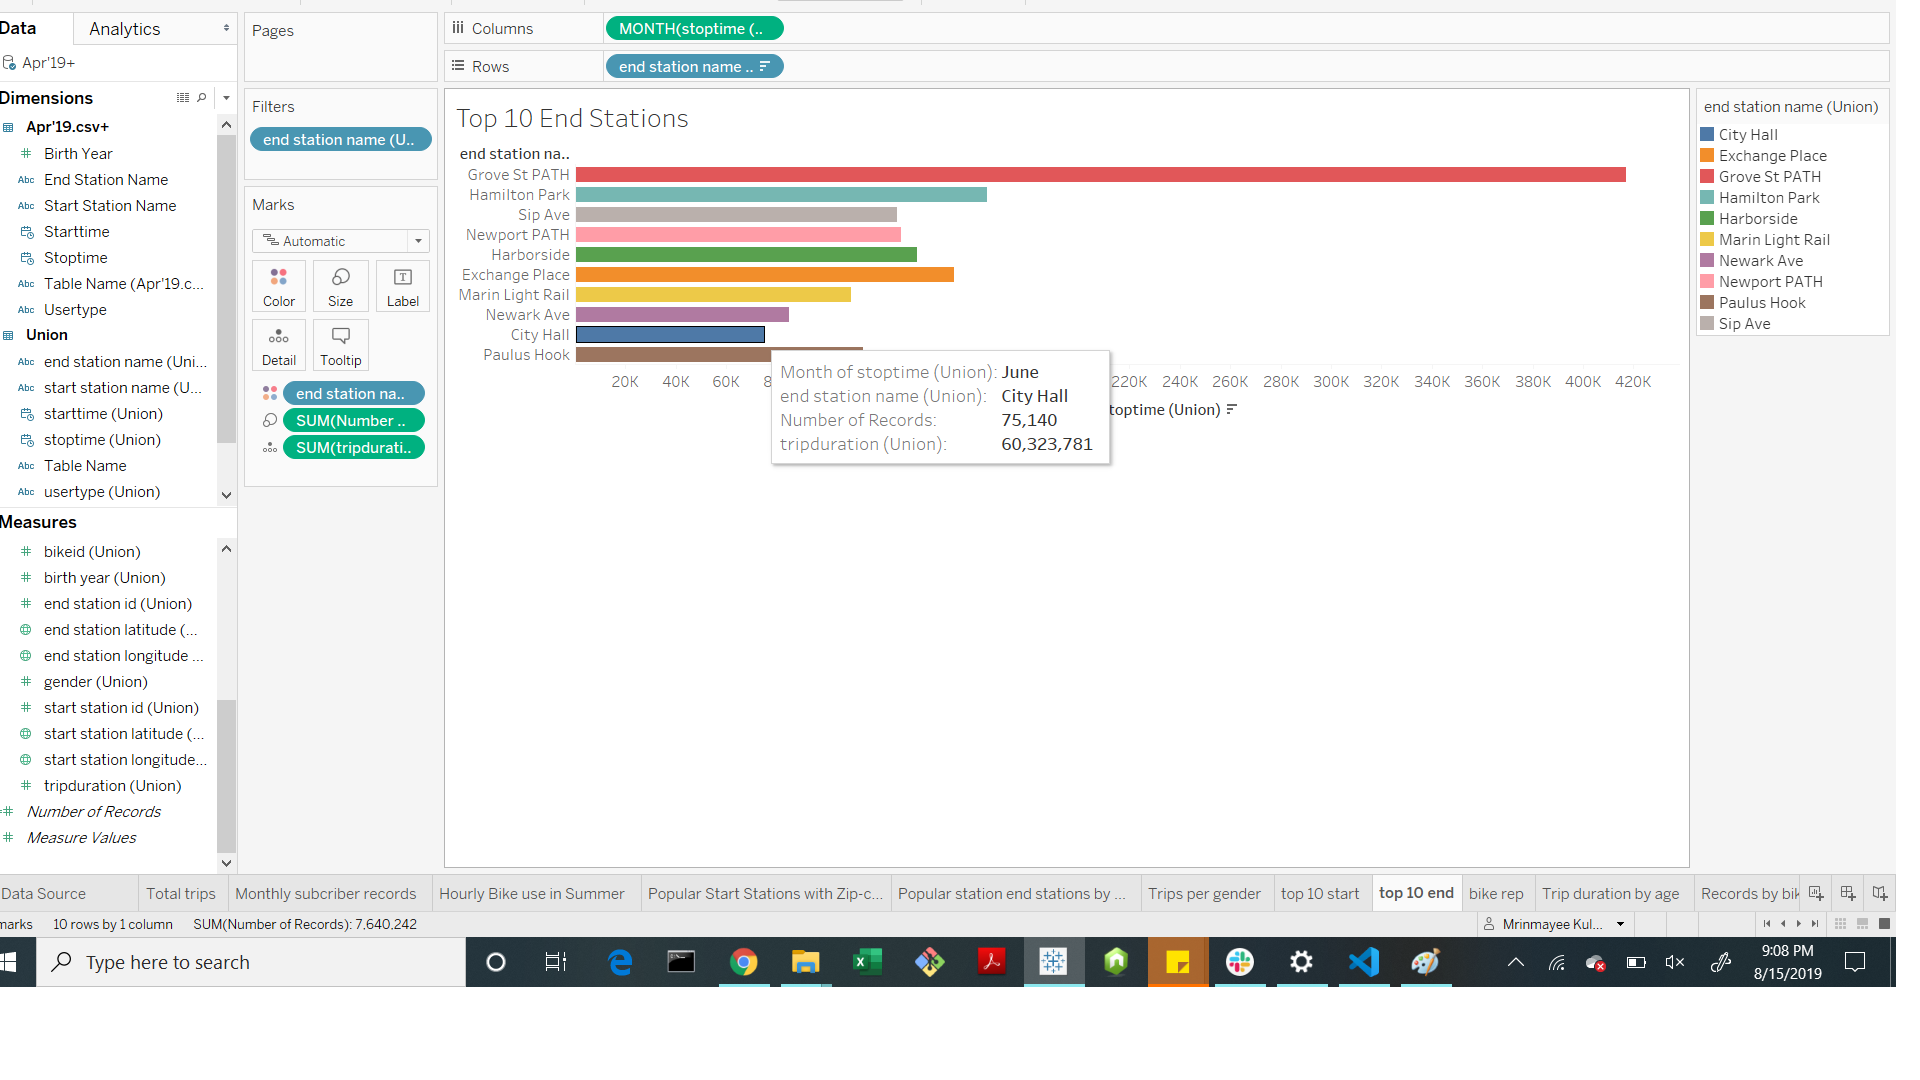 Data
Analytics
Apr'19+
Dimensions
Apr'19.csv+
# Birth Year
Abc End Station Name
Abc Start Station Name
Starttime
Stoptime
Abc Table Name (Apr'19.c...
Abc Usertype
Union
Abc end station name (Uni...
Abc start station name (U...
starttime (Union)
stoptime (Union)
Abc Table Name
Abc usertype (Union)
Measures
# bikeid (Union)
# birth year (Union)
# end station id (Union)
end station latitude (...
end station longitude ...
# gender (Union)
# start station id (Union)
start station latitude (...
start station longitude...
# tripduration (Union)
=# Number of Records
# Measure Values
Pages
Filters
end station name (U..
Marks
Automatic
Color
Size
T
Label
Detail
Tooltip
end station na..
SUM(Number ..
SUM(tripdurati..
Columns
MONTH(stoptime (..
Rows
end station name ..
Top 10 End Stations
end station na..
Grove St PATH
Hamilton Park
Sip Ave
Newport PATH
Harborside
Exchange Place
Marin Light Rail
Newark Ave
City Hall
Paulus Hook
20K 40K 60K 8 220K 240K 260K 280K 300K 320K 340K 360K 380K 400K 420K
toptime (Union)
Month of stoptime (Union): June
end station name (Union): City Hall
Number of Records: 75,140
tripduration (Union): 60,323,781
end station name (Union)
City Hall
Exchange Place
Grove St PATH
Hamilton Park
Harborside
Marin Light Rail
Newark Ave
Newport PATH
Paulus Hook
Sip Ave
Data Source
Total trips
Monthly subcriber records
Hourly Bike use in Summer
Popular Start Stations with Zip-c...
Popular station end stations by ...
Trips per gender
top 10 start
top 10 end
bike rep
Trip duration by age
Records by bik
marks 10 rows by 1 column SUM(Number of Records): 7,640,242
Mrinmayee Kul...
Type here to search
9:08 PM
8/15/2019